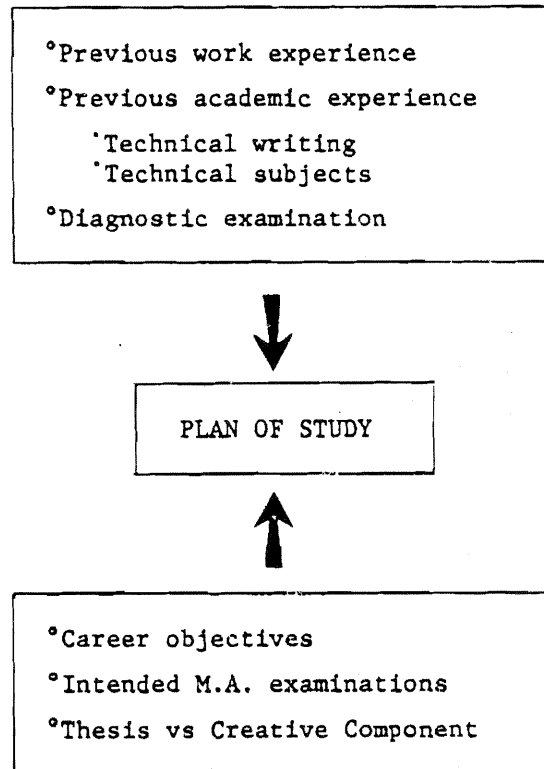 °Previous work experience
°Previous academic experience
·Technical writing
·Technical subjects
°Diagnostic examination
PLAN OF STUDY
°Career objectives
°Intended M.A. examinations
°Thesis vs Creative Component